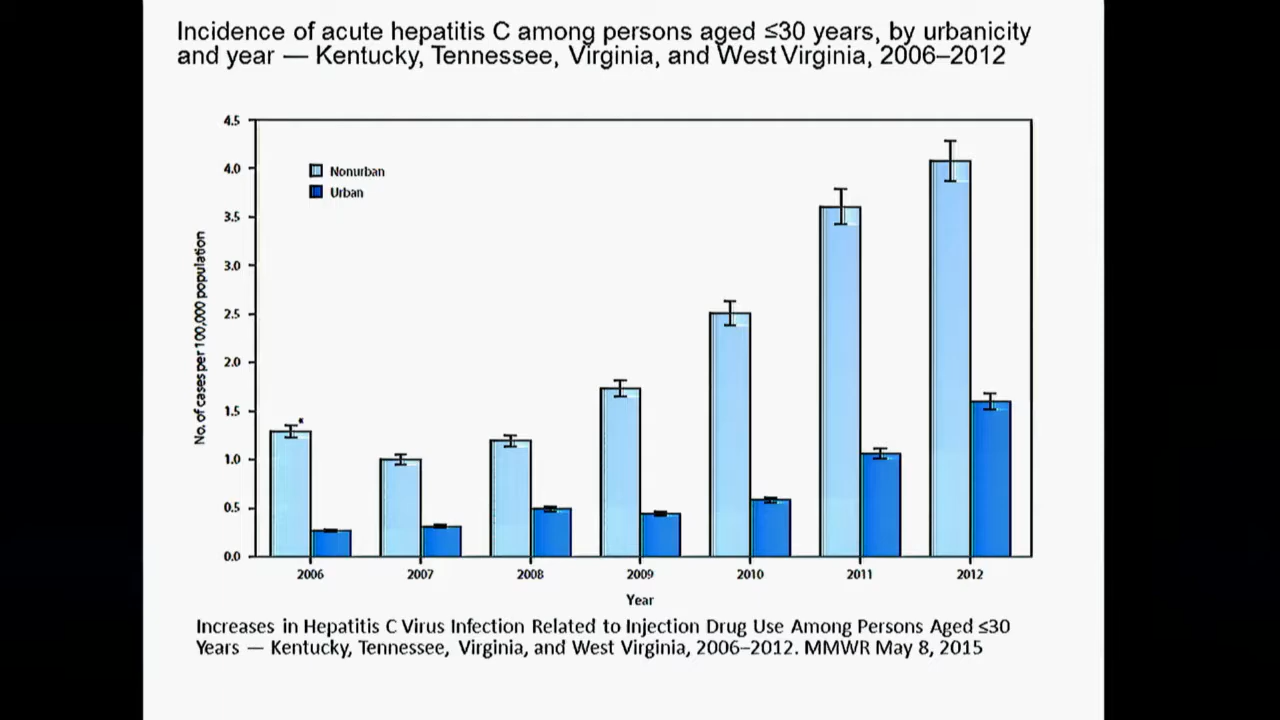 Incidence of acute hepatitis C among persons aged ≤30 years, by urbanicity
and year — Kentucky, Tennessee, Virginia, and West Virginia, 2006–2012
4.5
4.0
3.5
3.0
2.5
2.0
1.5
1.0
0.5
0.0
No. of cases per 100,000 population
Nonurban
Urban
*
2006 2007 2008 2009 2010 2011 2012
Year
Increases in Hepatitis C Virus Infection Related to Injection Drug Use Among Persons Aged ≤30
Years — Kentucky, Tennessee, Virginia, and West Virginia, 2006–2012. MMWR May 8, 2015